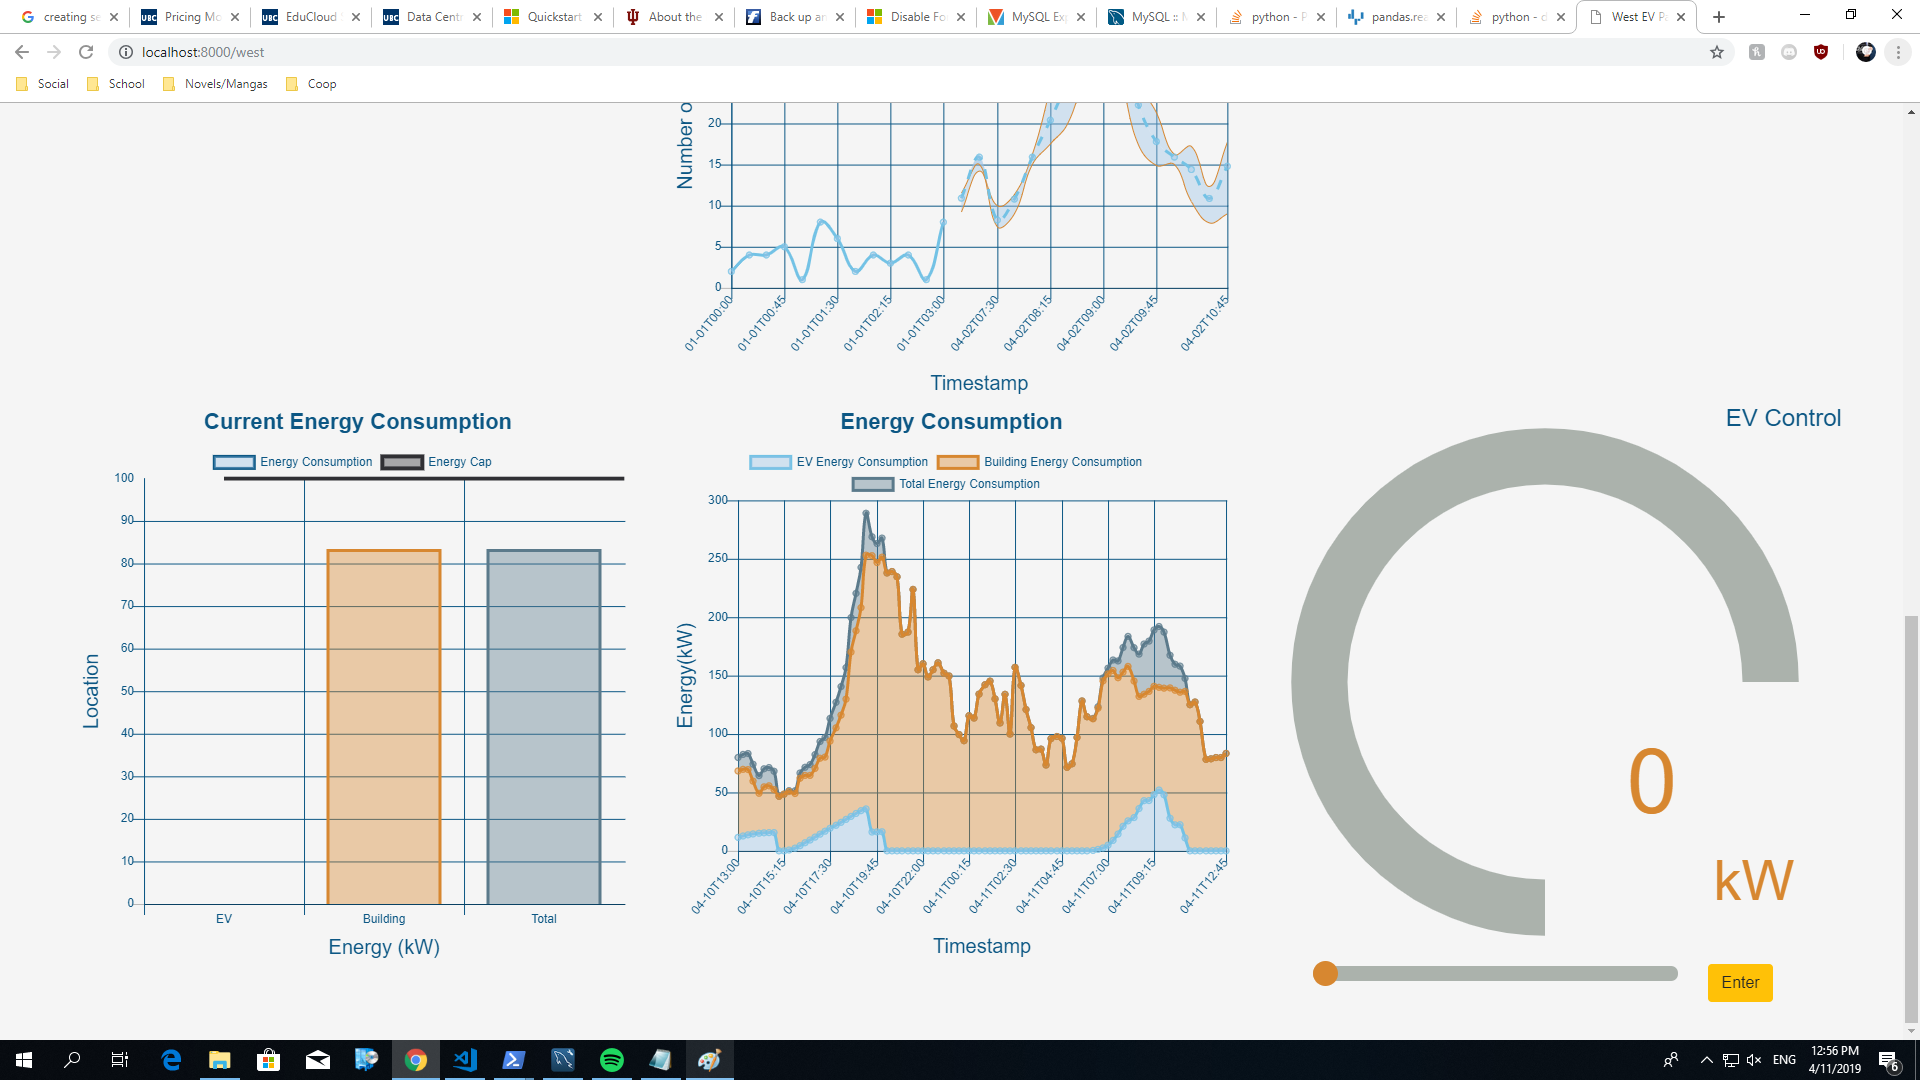 creating se
Pricing Mo
EduCloud
Data Cent
Quickstart
About the
Back up an
Disable Fo
MySQL Exp
MySQL :: M
python - P
pandas.rea
python - d
West EV Pa
localhost:8000/west
Social
School
Novels/Mangas
Coop
Number o
20
15
10
5
0
01-01T00:00
01-01T00:45
01-01T01:30
01-01T02:15
01-01T03:00
04-02T07:30
04-02T08:15
04-02T09:00
04-02T09:45
04-02T10:45
Timestamp
Current Energy Consumption
Energy Consumption
Energy Cap
Location
100
90
80
70
60
50
40
30
20
10
0
EV
Building
Total
Energy (kW)
Energy Consumption
EV Energy Consumption
Building Energy Consumption
Total Energy Consumption
Energy(kW)
300
250
200
150
100
50
0
04-10T13:00
04-10T15:15
04-10T17:30
04-10T19:45
04-10T22:00
04-11T00:15
04-11T02:30
04-11T04:45
04-11T07:00
04-11T09:15
04-11T12:45
Timestamp
EV Control
0
kW
Enter
ENG
12:56 PM
4/11/2019
6